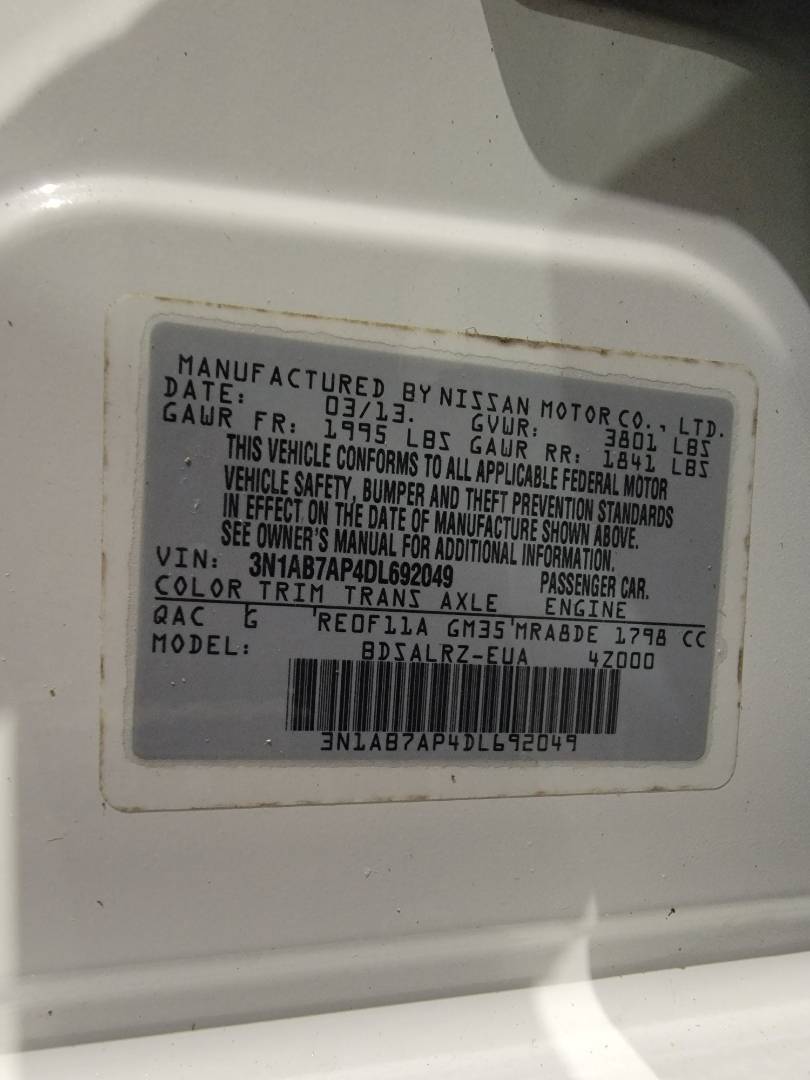 MANUFACTURED BY NISSAN MOTOR CO., LTD.
DATE: 03/13. GVWR: 3801 LBS
GAWR FR: 1995 LBS GAWR RR: 1841 LBS
THIS VEHICLE CONFORMS TO ALL APPLICABLE FEDERAL MOTOR
VEHICLE SAFETY, BUMPER AND THEFT PREVENTION STANDARDS
IN EFFECT ON THE DATE OF MANUFACTURE SHOWN ABOVE.
SEE OWNER'S MANUAL FOR ADDITIONAL INFORMATION.
VIN: 3N1AB7AP4DL692049 PASSENGER CAR.
COLOR TRIM TRANS AXLE ENGINE
QAC G RE0F11A GM35 MRA8DE 1798 CC
MODEL: BDSALRZ-EUA 4Z000
3N1AB7AP4DL692049